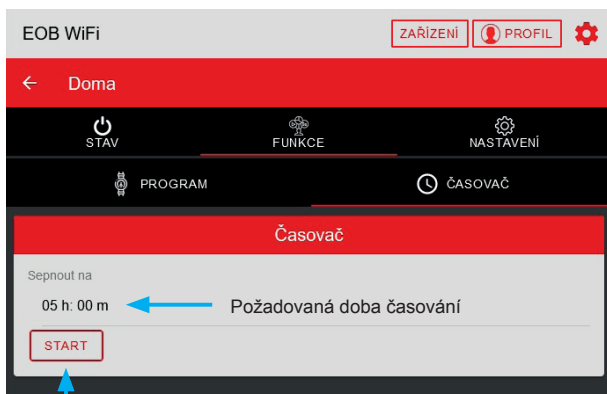 EOB WiFi ZAŘÍZENÍ PROFIL
Doma
STAV FUNKCE NASTAVENÍ
PROGRAM ČASOVAČ
Časovač
Sepnout na
05 h: 00 m Požadovaná doba časování
START